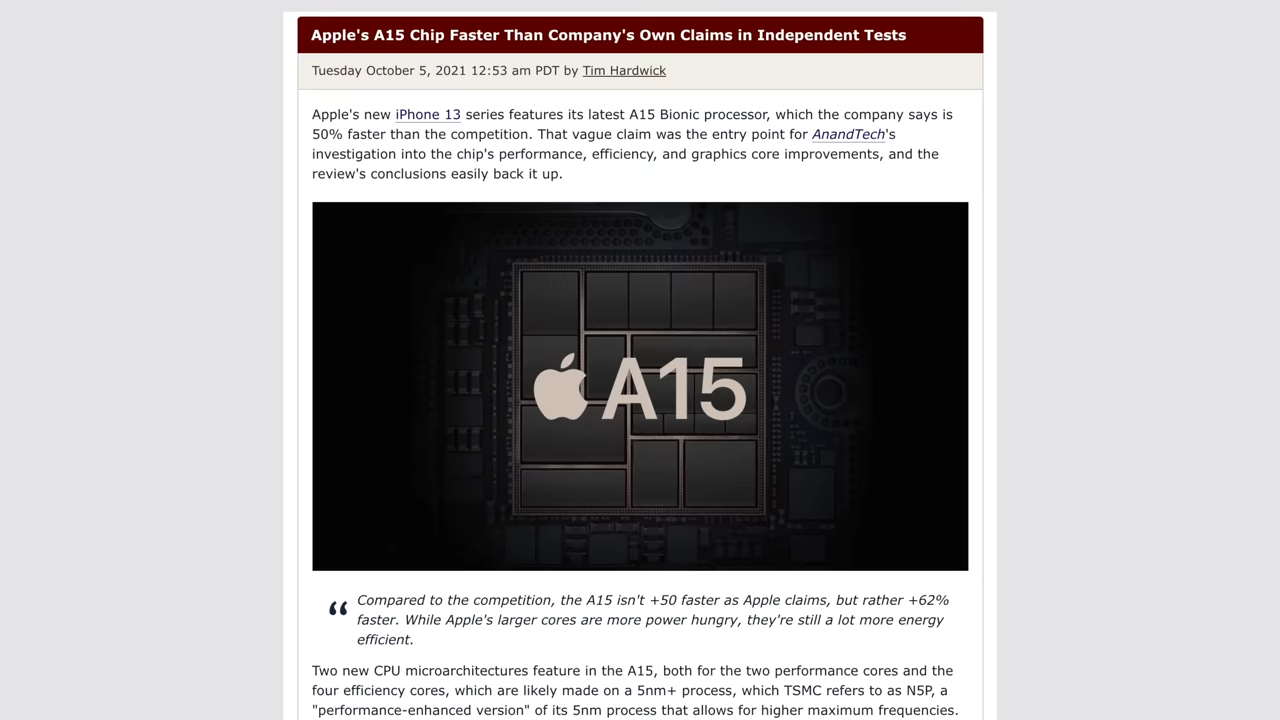 Apple's A15 Chip Faster Than Company's Own Claims in Independent Tests
Tuesday October 5, 2021 12:53 am PDT by Tim Hardwick
Apple's new iPhone 13 series features its latest A15 Bionic processor, which the company says is
50% faster than the competition. That vague claim was the entry point for AnandTech's
investigation into the chip's performance, efficiency, and graphics core improvements, and the
review's conclusions easily back it up.
A15
“ Compared to the competition, the A15 isn't +50 faster as Apple claims, but rather +62%
faster. While Apple's larger cores are more power hungry, they're still a lot more energy
efficient.
Two new CPU microarchitectures feature in the A15, both for the two performance cores and the
four efficiency cores, which are likely made on a 5nm+ process, which TSMC refers to as N5P, a
"performance-enhanced version" of its 5nm process that allows for higher maximum frequencies.